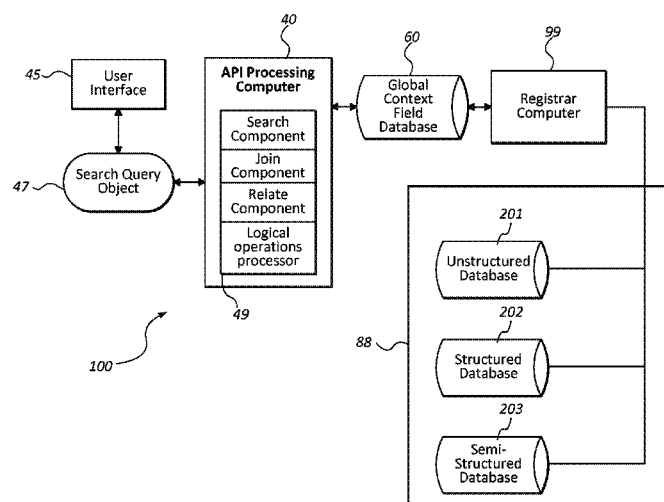 40
60
99
45
User
Interface
API Processing
Computer
Global
Context
Field
Database
Registrar
Computer
Search
Component
Join Component
Relate
Component
Logical
operations
processor
Search Query
Object
47
49
100
88
201
Unstructured
Database
202
Structured
Database
203
Semi-
Structured
Database